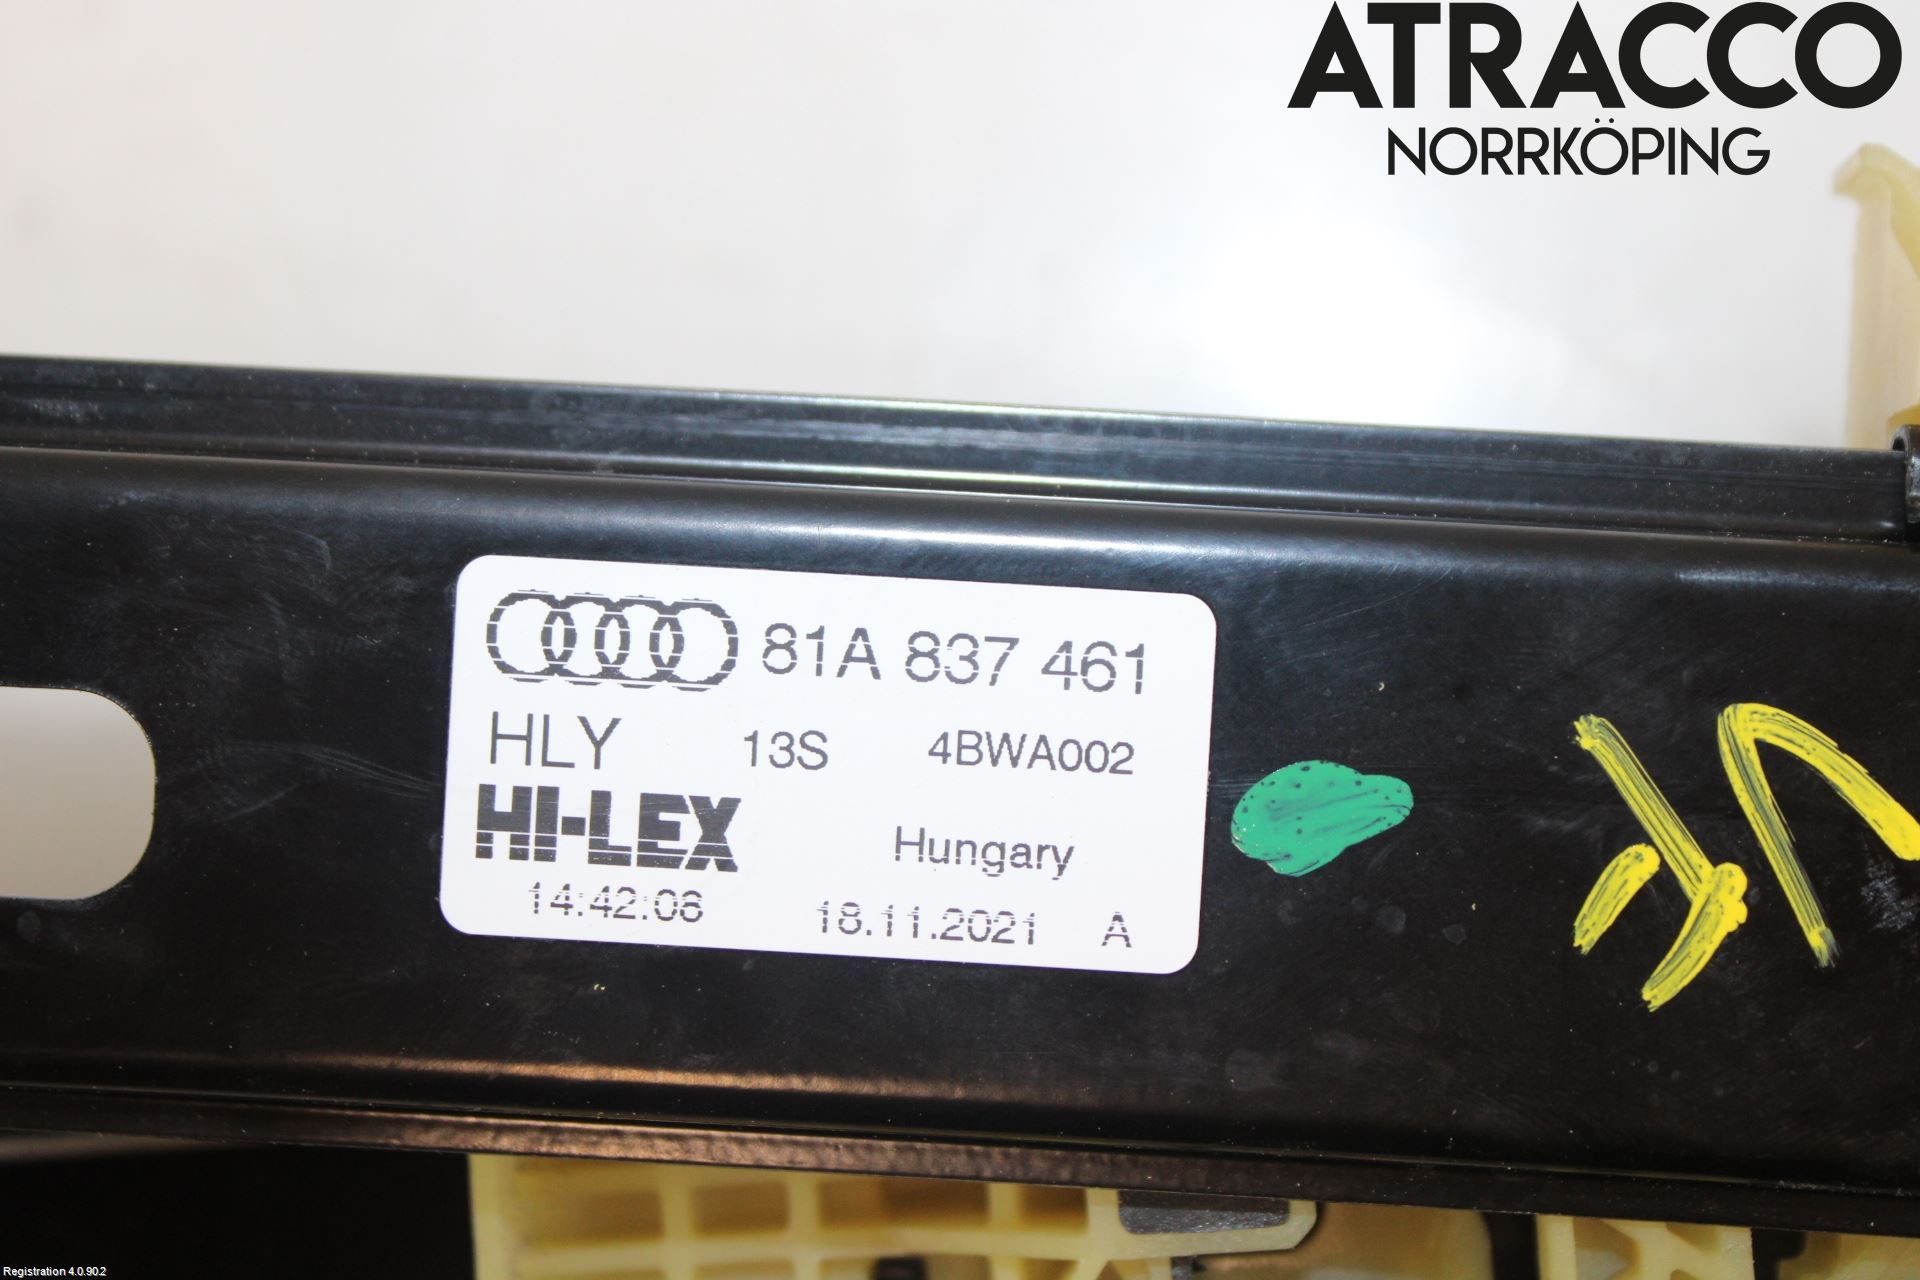 ATRACCO
NORRKÖPING
81A 837 461
HLY 13S 4BWA002
HI-LEX Hungary
14:42:06 18.11.2021 A
VF
Registration 4.0.90.2